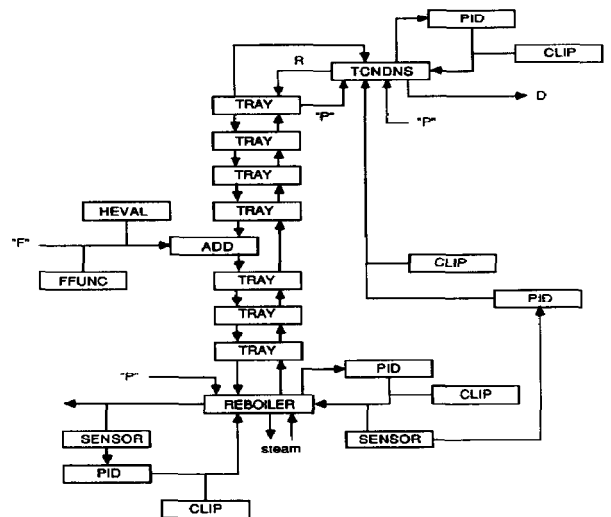 PID
CLIP
TCNDNS
R
D
TRAY
"P"
"P"
TRAY
TRAY
TRAY
HEVAL
"F"
ADD
FFUNC
CLIP
TRAY
PID
TRAY
TRAY
PID
"P"
CLIP
REBOILER
SENSOR
SENSOR
steam
PID
CLIP